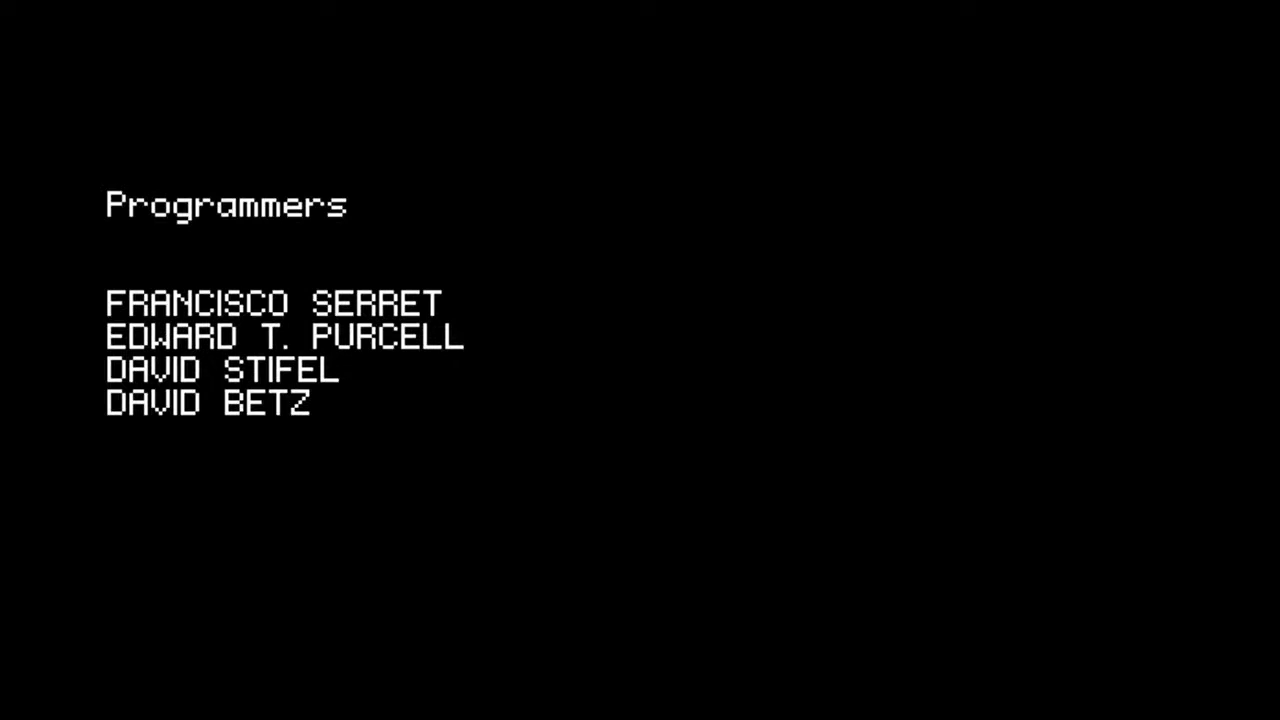 Programmers
FRANCISCO SERRET
EDWARD T. PURCELL
DAVID STIFEL
DAVID BETZ